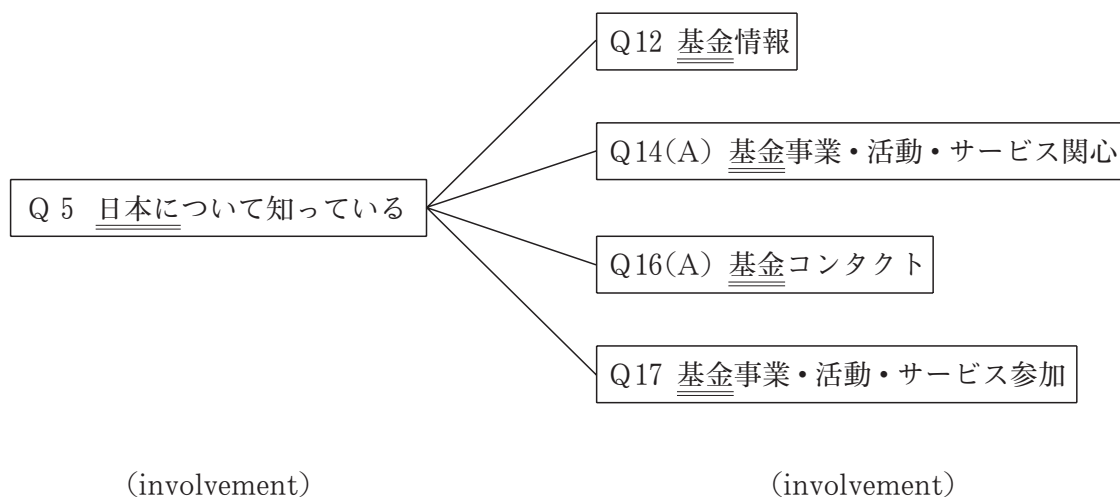 Q12 基金情報
Q14(A) 基金事業・活動・サービス関心
Q5 日本について知っている
Q16(A) 基金コンタクト
Q17 基金事業・活動・サービス参加
(involvement) (involvement)